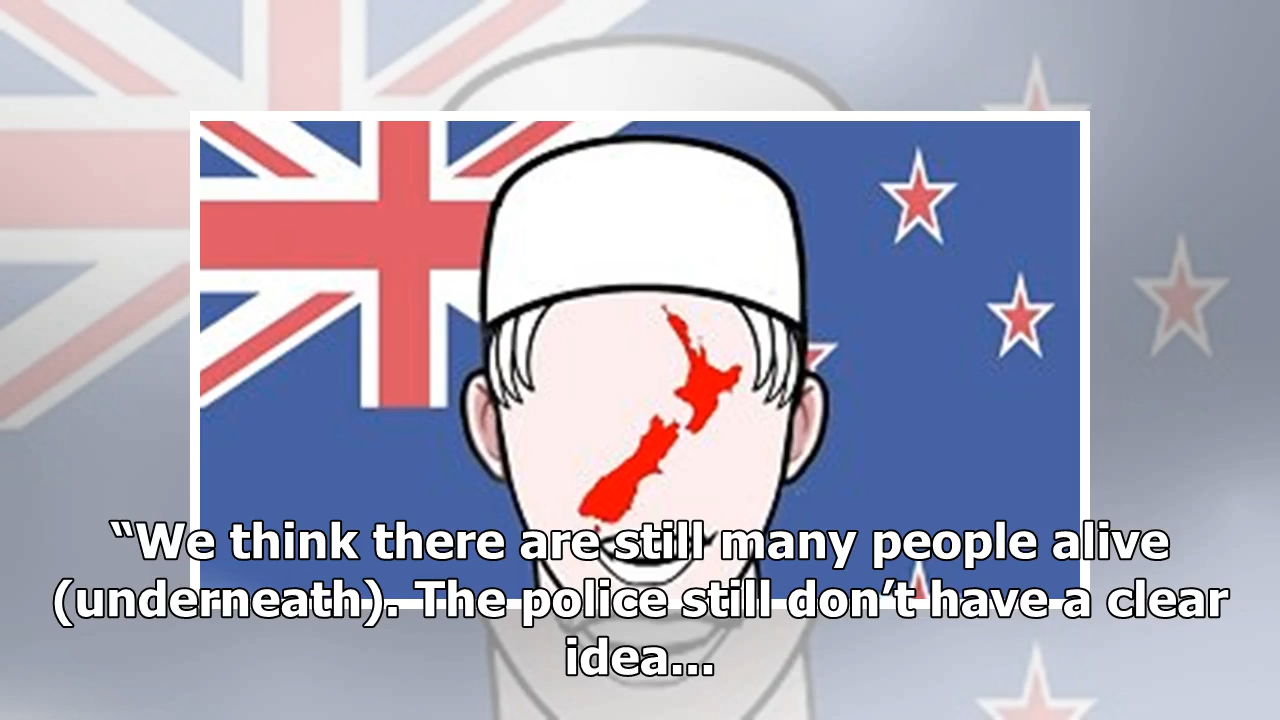 “We think there are still many people alive
(underneath). The police still don’t have a clear
idea...